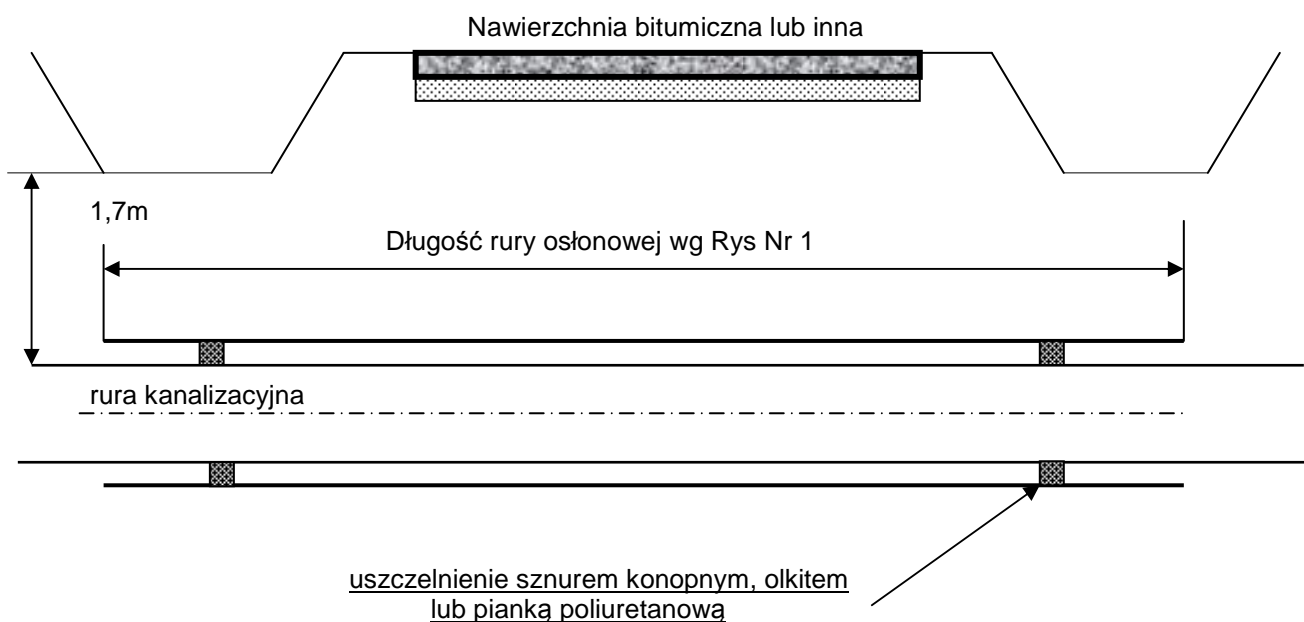 Nawierzchnia bitumiczna lub inna
1,7m
Długość rury osłonowej wg Rys Nr 1
rura kanalizacyjna
uszczelnienie sznurem konopnym, olkitem
lub pianką poliuretanową